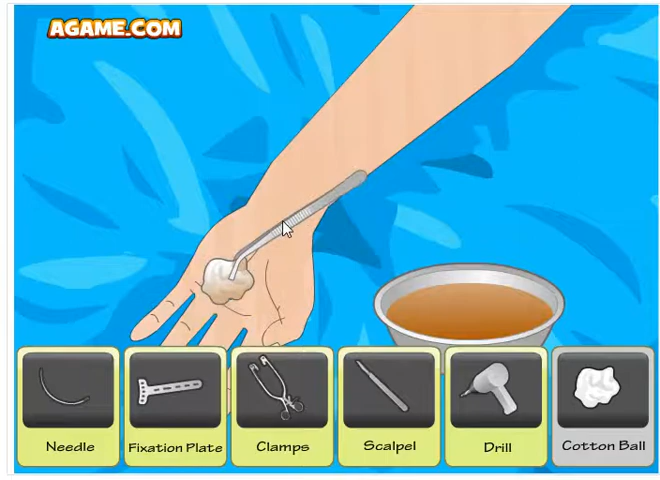 AGAME.COM
Needle
Fixation Plate
Clamps
Scalpel
Drill
Cotton Ball